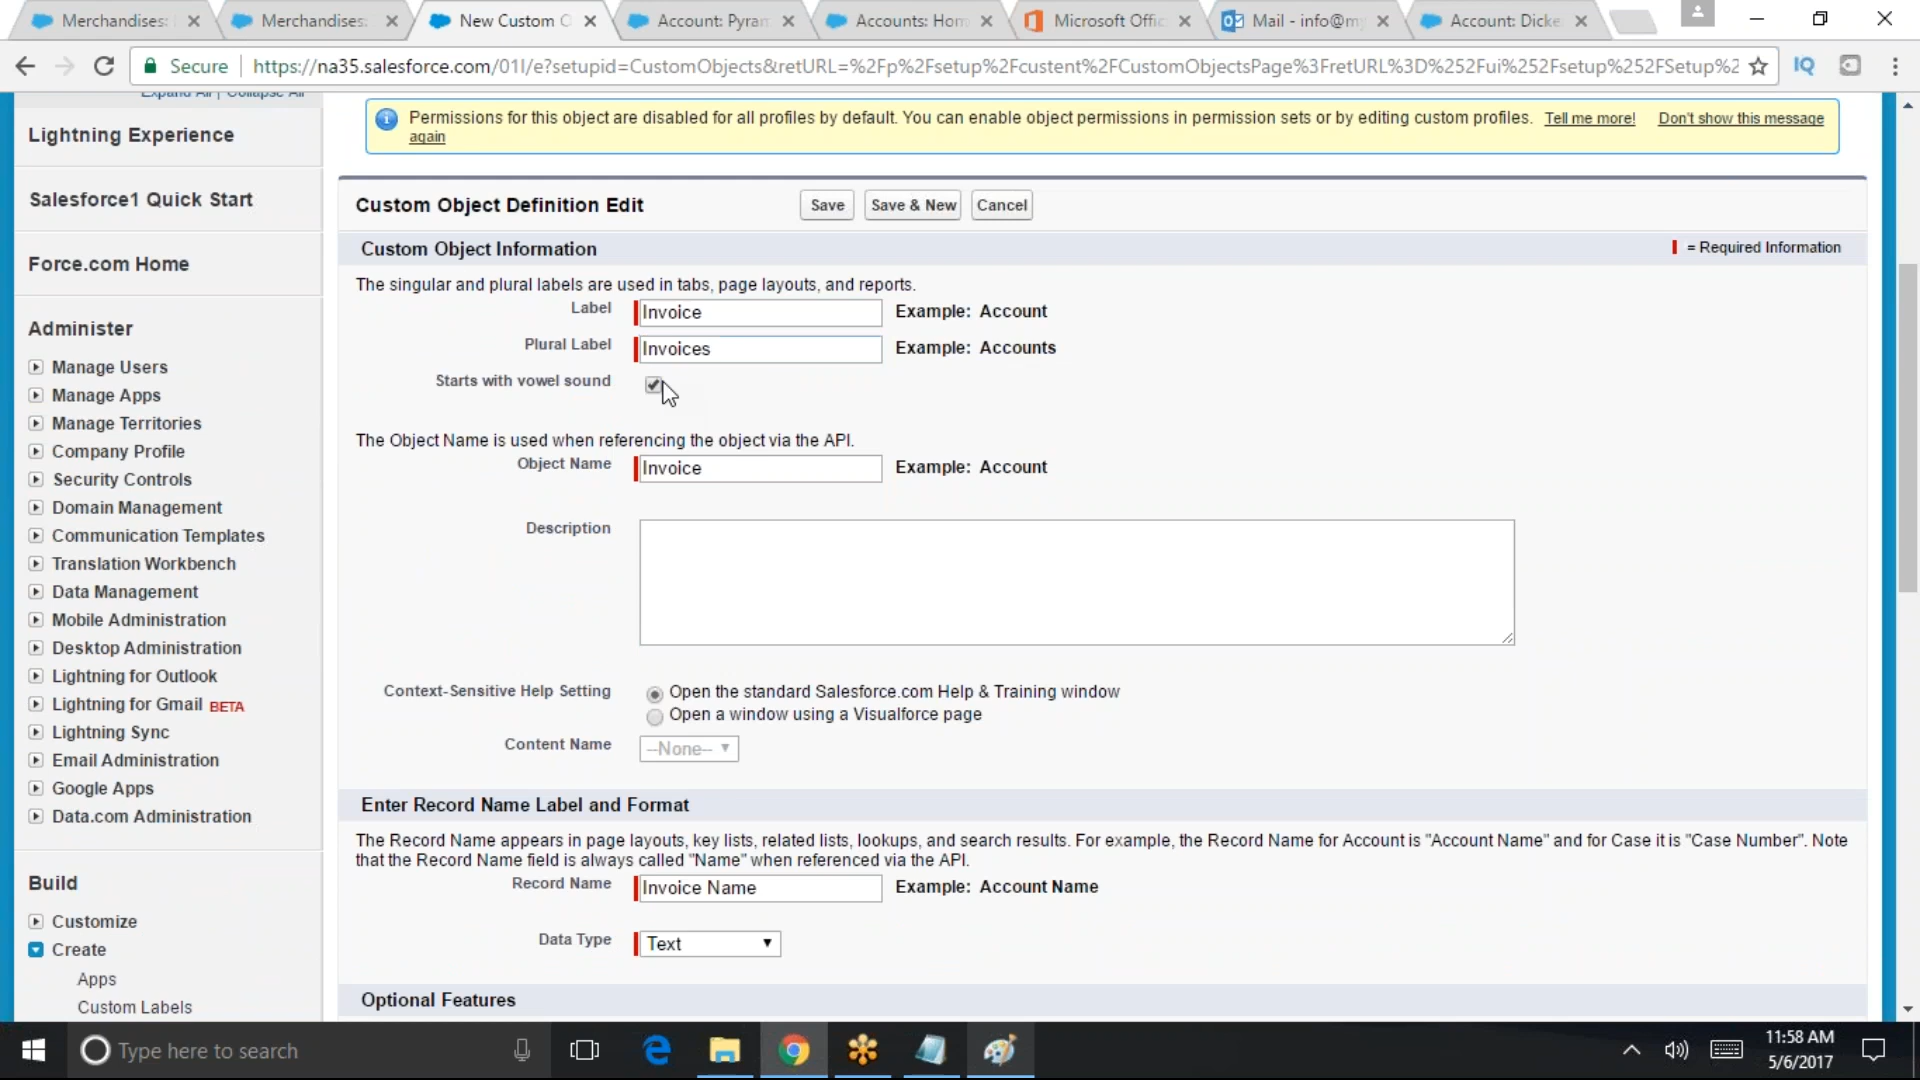 Merchandises:
Merchandises:
New Custom O
Account: Pyram
Accounts: Hom
Microsoft Offic
Mail - info@my
Account: Dicke
Secure
https://na35.salesforce.com/01I/e?setupid=CustomObjects&retURL=%2Fp%2Fsetup%2Fcustent%2FCustomObjectsPage%3FretURL%3D%252Fui%252Fsetup%252FSetup%2
Expand All | Collapse All
Lightning Experience
Salesforce1 Quick Start
Force.com Home
Administer
Manage Users
Manage Apps
Manage Territories
Company Profile
Security Controls
Domain Management
Communication Templates
Translation Workbench
Data Management
Mobile Administration
Desktop Administration
Lightning for Outlook
Lightning for Gmail BETA
Lightning Sync
Email Administration
Google Apps
Data.com Administration
Build
Customize
Create
Apps
Custom Labels
Permissions for this object are disabled for all profiles by default. You can enable object permissions in permission sets or by editing custom profiles. Tell me more! Don't show this message
again
Custom Object Definition Edit Save Save & New Cancel
Custom Object Information = Required Information
The singular and plural labels are used in tabs, page layouts, and reports.
Label Invoice Example: Account
Plural Label Invoices Example: Accounts
Starts with vowel sound
The Object Name is used when referencing the object via the API.
Object Name Invoice Example: Account
Description
Context-Sensitive Help Setting Open the standard Salesforce.com Help & Training window
Open a window using a Visualforce page
Content Name --None--
Enter Record Name Label and Format
The Record Name appears in page layouts, key lists, related lists, lookups, and search results. For example, the Record Name for Account is "Account Name" and for Case it is "Case Number". Note
that the Record Name field is always called "Name" when referenced via the API.
Record Name Invoice Name Example: Account Name
Data Type Text
Optional Features
Type here to search
11:58 AM
5/6/2017